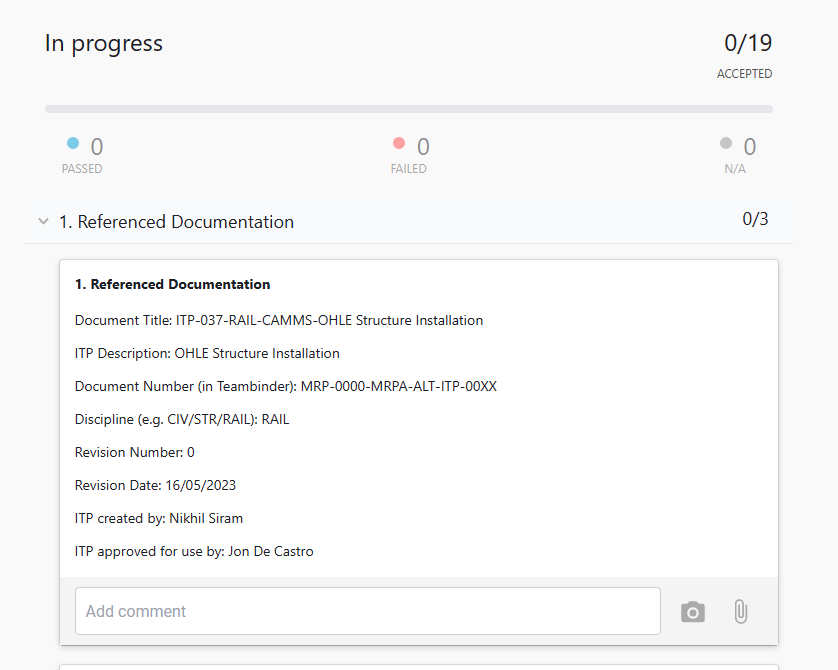 In progress
0/19
ACCEPTED
0
PASSED
0
FAILED
0
N/A
1. Referenced Documentation
0/3
1. Referenced Documentation
Document Title: ITP-037-RAIL-CAMMS-OHLE Structure Installation
ITP Description: OHLE Structure Installation
Document Number (in Teambinder): MRP-0000-MRPA-ALT-ITP-00XX
Discipline (e.g. CIV/STR/RAIL): RAIL
Revision Number: 0
Revision Date: 16/05/2023
ITP created by: Nikhil Siram
ITP approved for use by: Jon De Castro
Add comment